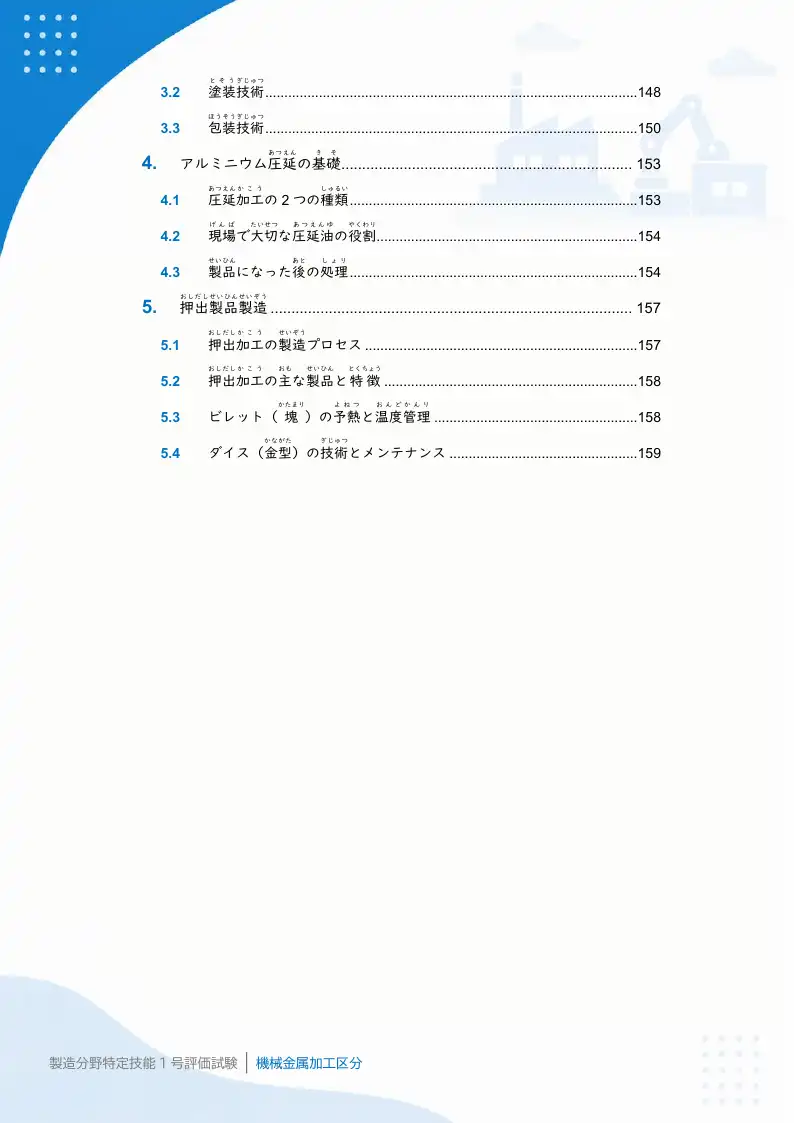 3.2 塗装技術................................................................................................148
3.3 包装技術................................................................................................150
4. アルミニウム圧延の基礎...................................................................... 153
4.1 圧延加工の２つの種類..........................................................................153
4.2 現場で大切な圧延油の役割...................................................................154
4.3 製品になった後の処理..........................................................................154
5. 押出製品製造 ....................................................................................... 157
5.1 押出加工の製造プロセス ......................................................................157
5.2 押出加工の主な製品と特徴 .................................................................158
5.3 ビレット（塊）の予熱と温度管理 .....................................................158
5.4 ダイス（金型）の技術とメンテナンス .................................................159
製造分野特定技能１号評価試験 | 機械金属加工区分